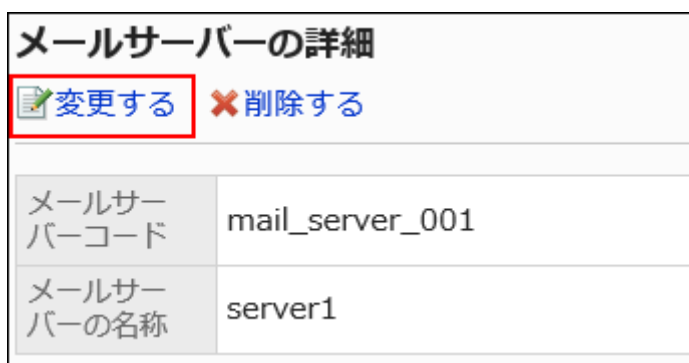 メールサーバーの詳細
変更する 削除する
メールサー
バーコード
mail_server_001
メールサー
バーの名称
server1